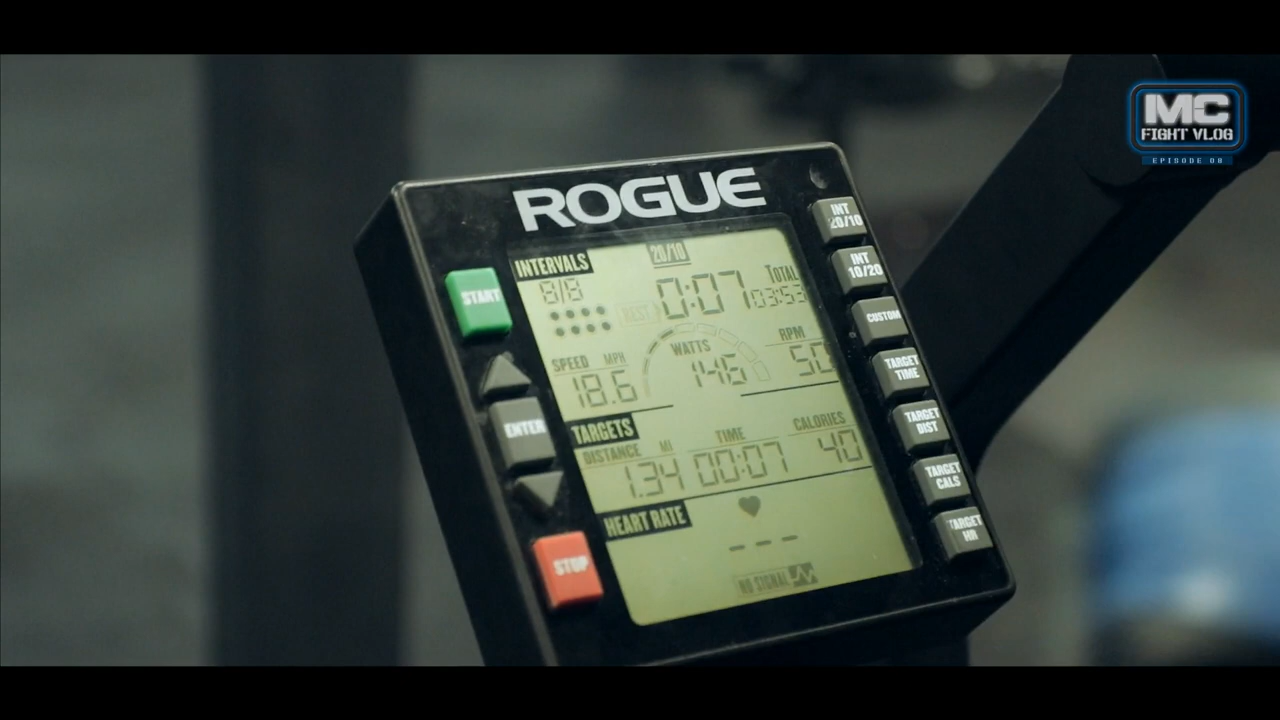 MC
FIGHT VLOG
EPISODE 08
ROGUE
INT
20/10
INT
10/20
CUSTOM
TARGET
TIME
TARGET
DIST
TARGET
CALS
TARGET
HR
START
ENTER
STOP
INTERVALS
20/10
8/8
REST
0:07
TOTAL
03:53
SPEED MPH
18.6
WATTS
146
RPM
50
TARGETS
DISTANCE MI
1.34
TIME
00:07
CALORIES
40
HEART RATE
---
NO SIGNAL